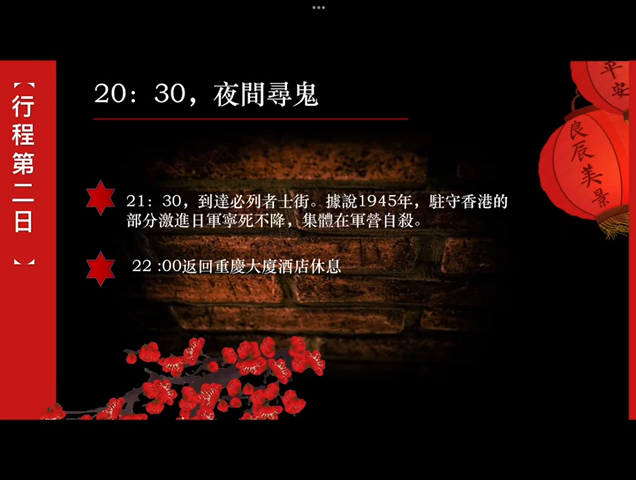 【行程第二日】
20：30，夜間尋鬼
21：30，到達必列者士街。據說1945年，駐守香港的
部分激進日軍寧死不降，集體在軍營自殺。
22 :00返回重慶大廈酒店休息
平安
良辰美景